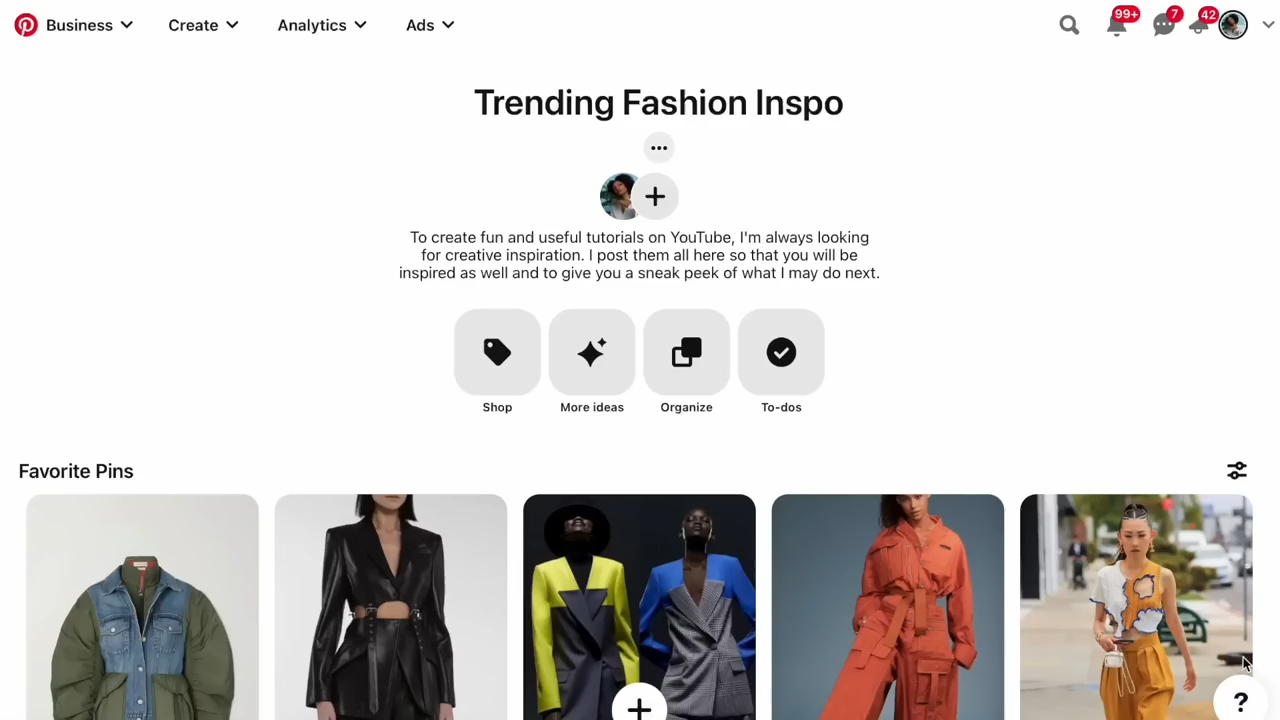 Business
Create
Analytics
Ads
99+
7
42
Trending Fashion Inspo
To create fun and useful tutorials on YouTube, I'm always looking
for creative inspiration. I post them all here so that you will be
inspired as well and to give you a sneak peek of what I may do next.
Shop
More ideas
Organize
To-dos
Favorite Pins
?